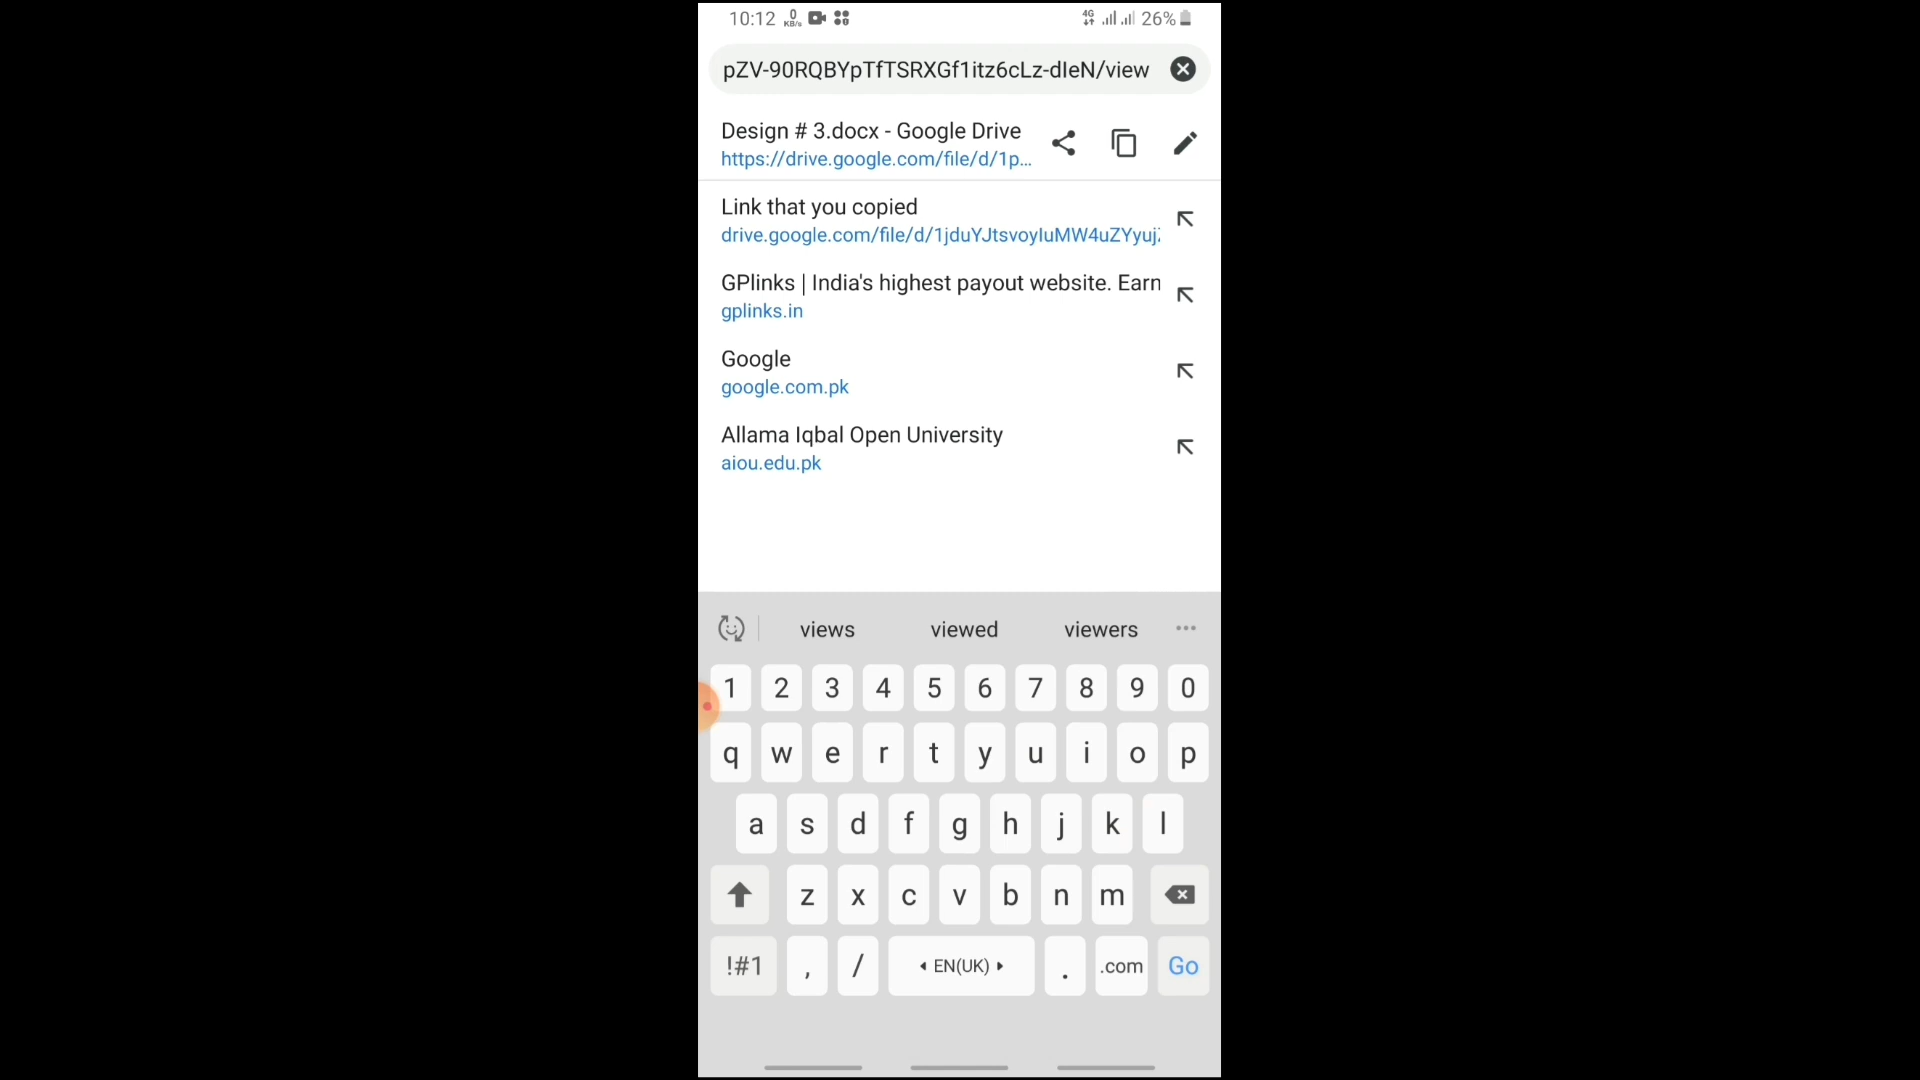 10:12 0 KB/s 4G 26%
pZV-90RQBYpTfTSRXGf1itz6cLz-dIeN/view
Design # 3.docx - Google Drive
https://drive.google.com/file/d/1p...
Link that you copied
drive.google.com/file/d/1jduYJtsvoyIuMW4uZYyuj
GPlinks | India's highest payout website. Earn
gplinks.in
Google
google.com.pk
Allama Iqbal Open University
aiou.edu.pk
views viewed viewers
1 2 3 4 5 6 7 8 9 0
q w e r t y u i o p
a s d f g h j k l
z x c v b n m
!#1 , / EN(UK) . .com Go